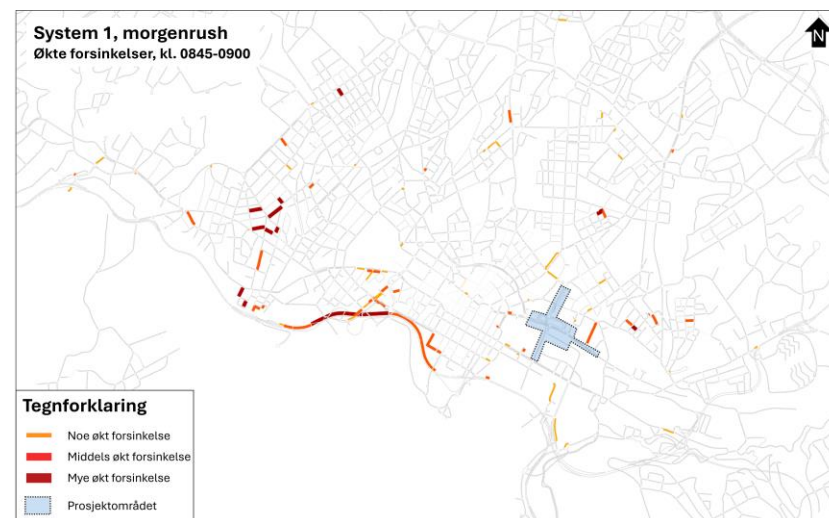 System 1, morgenrush
Økte forsinkelser, kl. 0845-0900
N
Tegnforklaring
Noe økt forsinkelse
Middels økt forsinkelse
Mye økt forsinkelse
Prosjektområdet